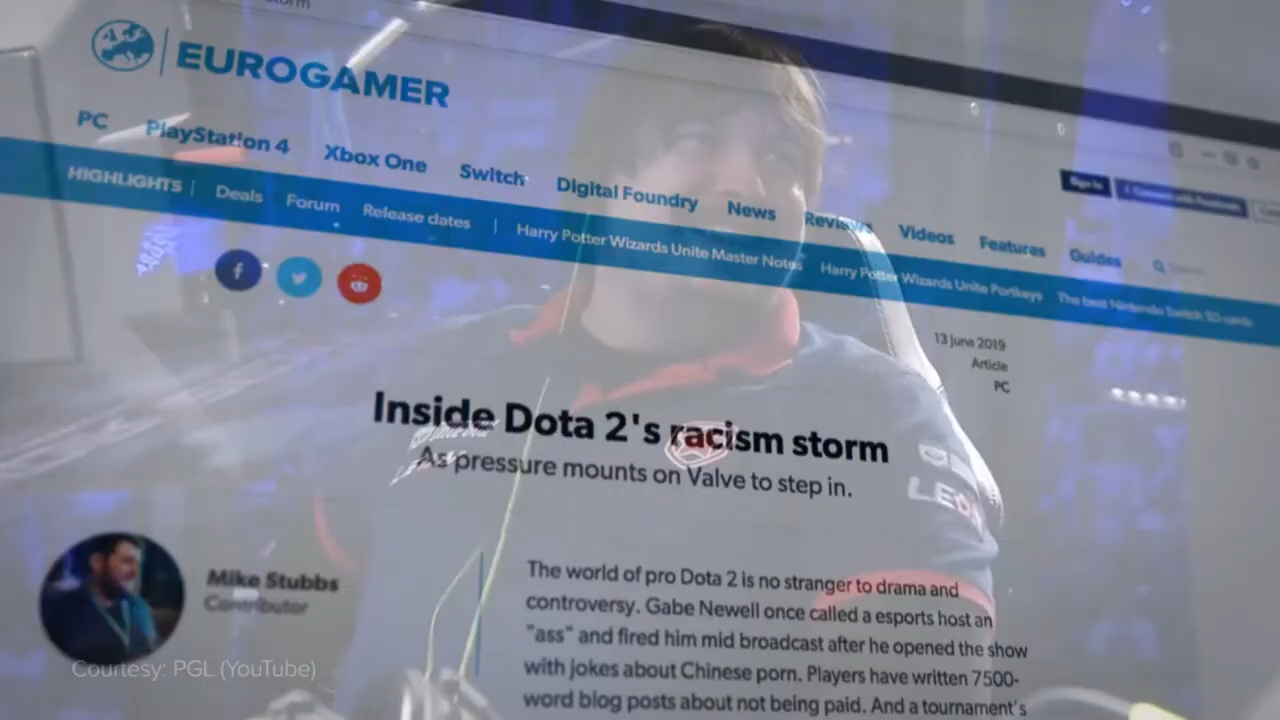 EUROGAMER
PC PlayStation 4 Xbox One Switch Digital Foundry News Reviews Videos Features Guides
HIGHLIGHTS | Deals Forum Release dates | Harry Potter Wizards Unite Master Notes Harry Potter Wizards Unite Portkeys The best Nintendo Switch SD cards
Sign in
13 June 2019
Article
PC
Inside Dota 2's racism storm
As pressure mounts on Valve to step in.
Mike Stubbs
Contributor
The world of pro Dota 2 is no stranger to drama and
controversy. Gabe Newell once called a esports host an
"ass" and fired him mid broadcast after he opened the show
with jokes about Chinese porn. Players have written 7500-
word blog posts about not being paid. And a tournament's
Courtesy: PGL (YouTube)